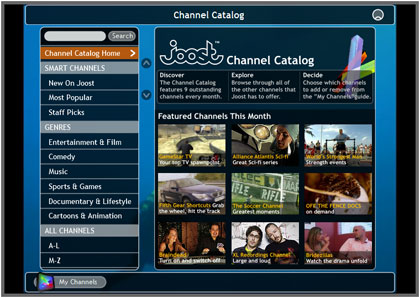 Channel Catalog
Search
Channel Catalog Home
SMART CHANNELS
New On Joost
Most Popular
Staff Picks
GENRES
Entertainment & Film
Comedy
Music
Sports & Games
Documentary & Lifestyle
Cartoons & Animation
ALL CHANNELS
A-L
M-Z
My Channels
Joost™
Channel Catalog
Discover
The Channel Catalog
features 9 outstanding
channels every month.
Explore
Browse through all of
the other channels that
Joost has to offer.
Decide
Choose which channels
to add or remove from
the "My Channels" guide.
Featured Channels This Month
GameStar TV
Your top TV spawnpoint
Alliance Atlantis Sci-fi
Great Sci-fi series
World's Strongest Man
Strength events
Fifth Gear Shortcuts Grab
the wheel, hit the track
The Soccer Channel
Greatest moments
OFF THE FENCE DOCS
on demand
Braindead
Turn on and switch off
XL Recordings Channel
Large and loud
Bridezillas
Watch the drama unfold